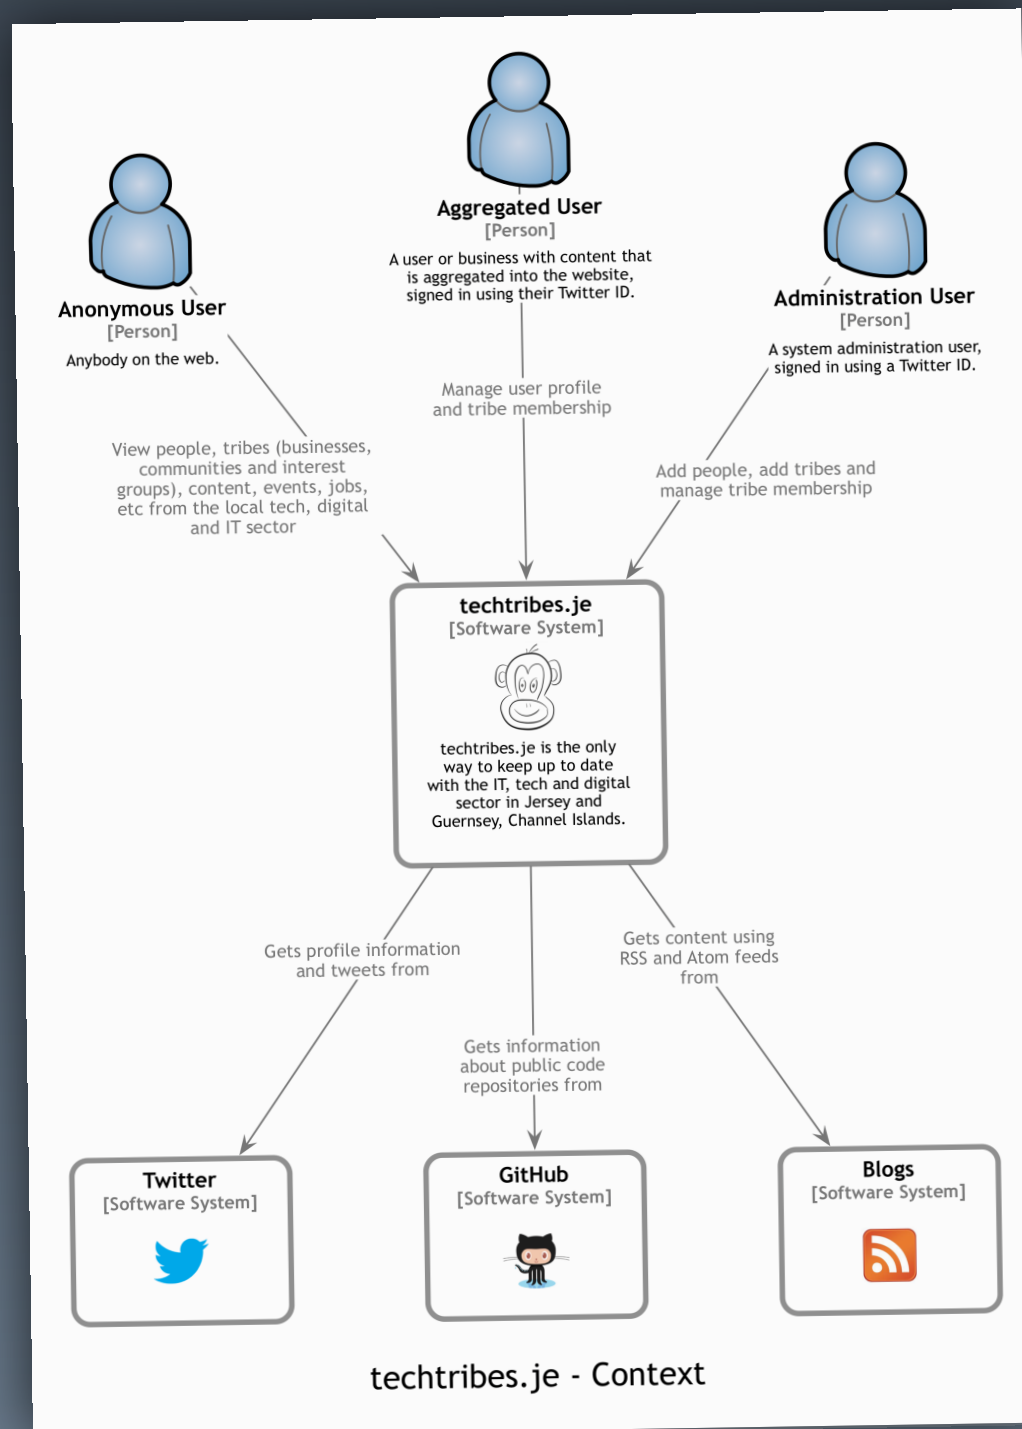 Aggregated User
[Person]
A user or business with content that
is aggregated into the website,
signed in using their Twitter ID.
Anonymous User
[Person]
Anybody on the web.
Administration User
[Person]
A system administration user,
signed in using a Twitter ID.
Manage user profile
and tribe membership
View people, tribes (businesses,
communities and interest
groups), content, events, jobs,
etc from the local tech, digital
and IT sector
Add people, add tribes and
manage tribe membership
techtribes.je
[Software System]
techtribes.je is the only
way to keep up to date
with the IT, tech and digital
sector in Jersey and
Guernsey, Channel Islands.
Gets profile information
and tweets from
Gets content using
RSS and Atom feeds
from
Gets information
about public code
repositories from
Twitter
[Software System]
GitHub
[Software System]
Blogs
[Software System]
techtribes.je - Context